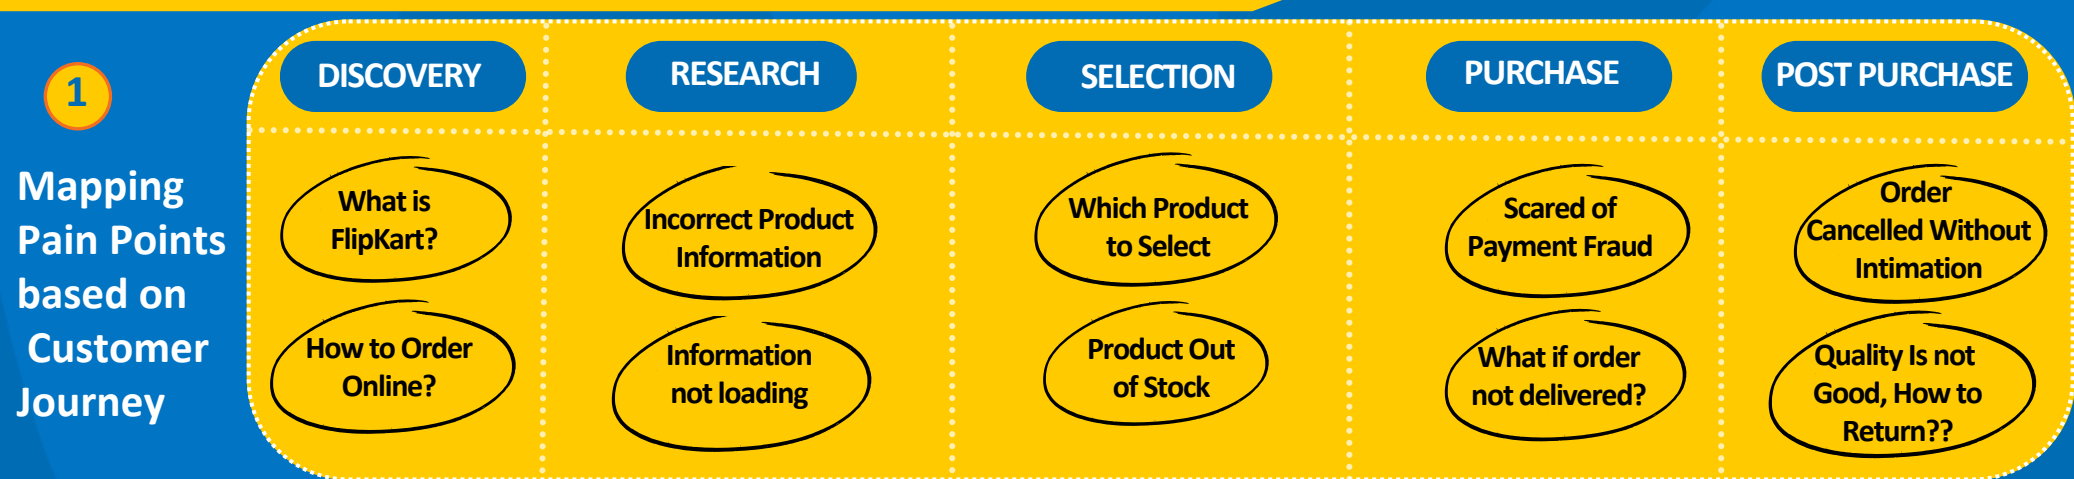 1
Mapping
Pain Points
based on
Customer
Journey
DISCOVERY
RESEARCH
SELECTION
PURCHASE
POST PURCHASE
What is
FlipKart?
Incorrect Product
Information
Which Product
to Select
Scared of
Payment Fraud
Order
Cancelled Without
Intimation
How to Order
Online?
Information
not loading
Product Out
of Stock
What if order
not delivered?
Quality Is not
Good, How to
Return??